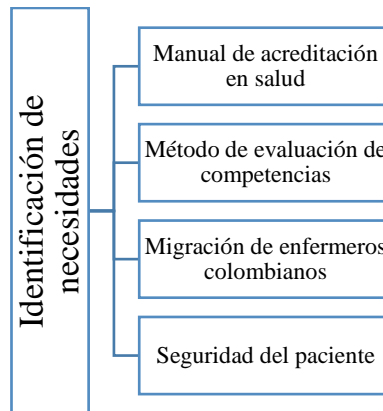 Identificación de
necesidades
Manual de acreditación
en salud
Método de evaluación de
competencias
Migración de enfermeros
colombianos
Seguridad del paciente